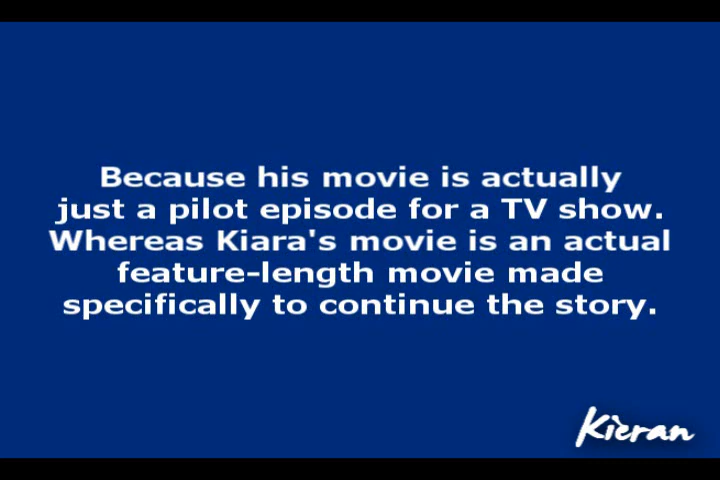 Because his movie is actually
just a pilot episode for a TV show.
Whereas Kiara's movie is an actual
feature-length movie made
specifically to continue the story.
Kieran